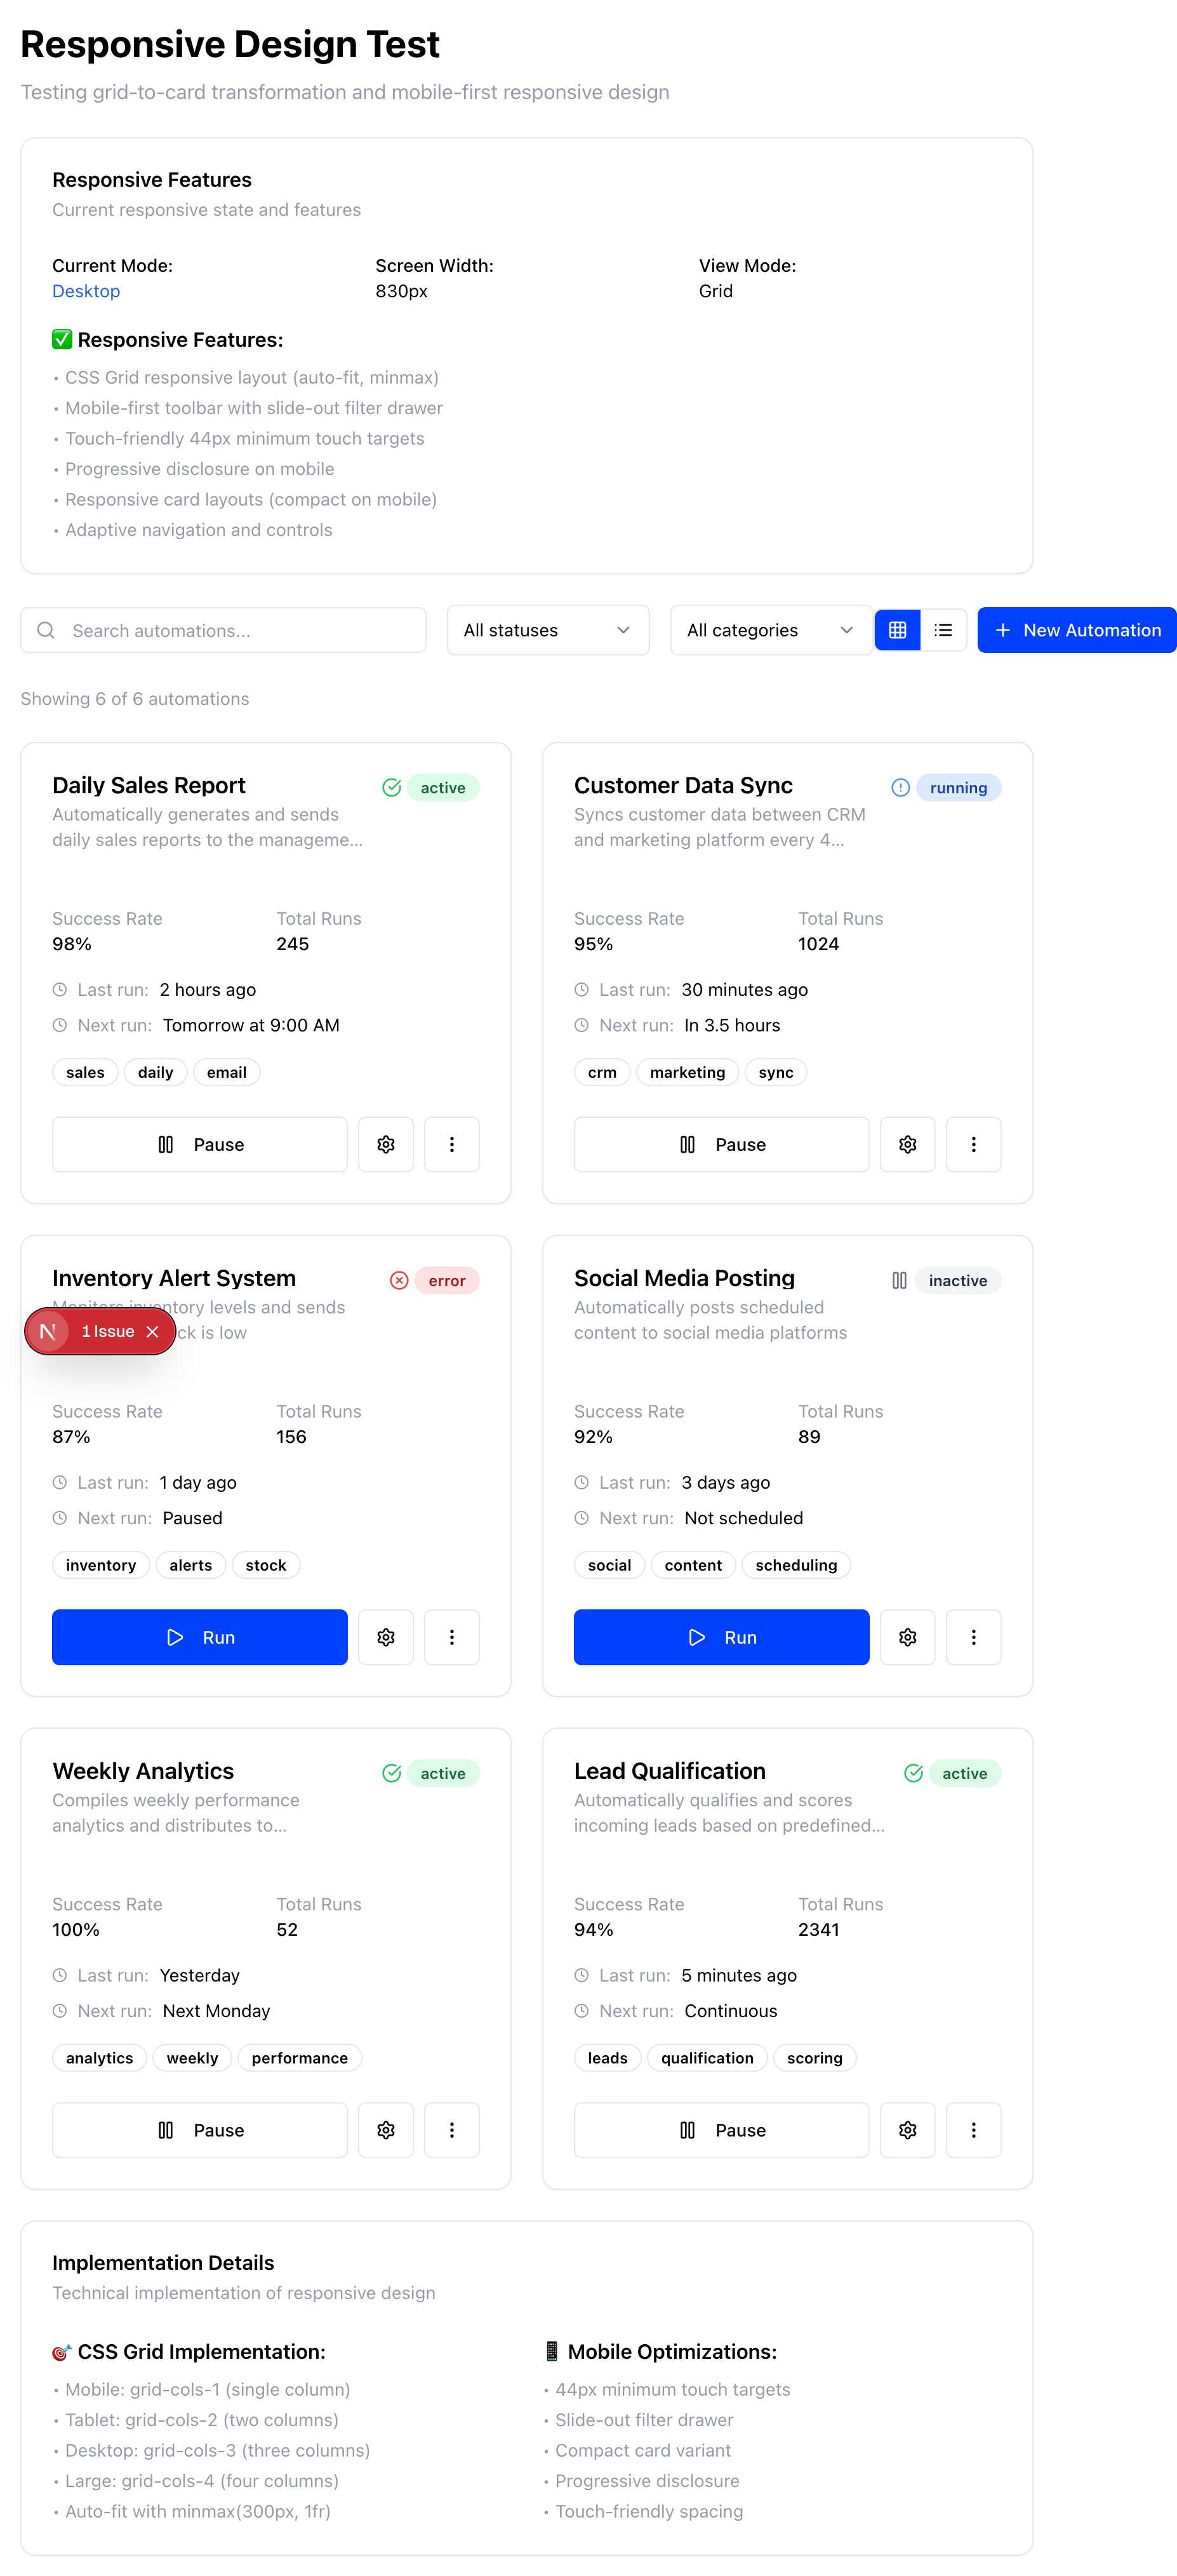 Responsive Design Test
Testing grid-to-card transformation and mobile-first responsive design
Responsive Features
Current responsive state and features
Current Mode: Screen Width: View Mode:
Desktop 830px Grid
✅ Responsive Features:
• CSS Grid responsive layout (auto-fit, minmax)
• Mobile-first toolbar with slide-out filter drawer
• Touch-friendly 44px minimum touch targets
• Progressive disclosure on mobile
• Responsive card layouts (compact on mobile)
• Adaptive navigation and controls
Search automations... All statuses All categories New Automation
Showing 6 of 6 automations
Daily Sales Report active
Automatically generates and sends
daily sales reports to the manageme...
Success Rate Total Runs
98% 245
Last run: 2 hours ago
Next run: Tomorrow at 9:00 AM
sales daily email
Pause
Customer Data Sync running
Syncs customer data between CRM
and marketing platform every 4...
Success Rate Total Runs
95% 1024
Last run: 30 minutes ago
Next run: In 3.5 hours
crm marketing sync
Pause
Inventory Alert System error
Monitors inventory levels and sends
ck is low
N 1 Issue
Success Rate Total Runs
87% 156
Last run: 1 day ago
Next run: Paused
inventory alerts stock
Run
Social Media Posting inactive
Automatically posts scheduled
content to social media platforms
Success Rate Total Runs
92% 89
Last run: 3 days ago
Next run: Not scheduled
social content scheduling
Run
Weekly Analytics active
Compiles weekly performance
analytics and distributes to...
Success Rate Total Runs
100% 52
Last run: Yesterday
Next run: Next Monday
analytics weekly performance
Pause
Lead Qualification active
Automatically qualifies and scores
incoming leads based on predefined...
Success Rate Total Runs
94% 2341
Last run: 5 minutes ago
Next run: Continuous
leads qualification scoring
Pause
Implementation Details
Technical implementation of responsive design
🎯 CSS Grid Implementation:
• Mobile: grid-cols-1 (single column)
• Tablet: grid-cols-2 (two columns)
• Desktop: grid-cols-3 (three columns)
• Large: grid-cols-4 (four columns)
• Auto-fit with minmax(300px, 1fr)
📱 Mobile Optimizations:
• 44px minimum touch targets
• Slide-out filter drawer
• Compact card variant
• Progressive disclosure
• Touch-friendly spacing